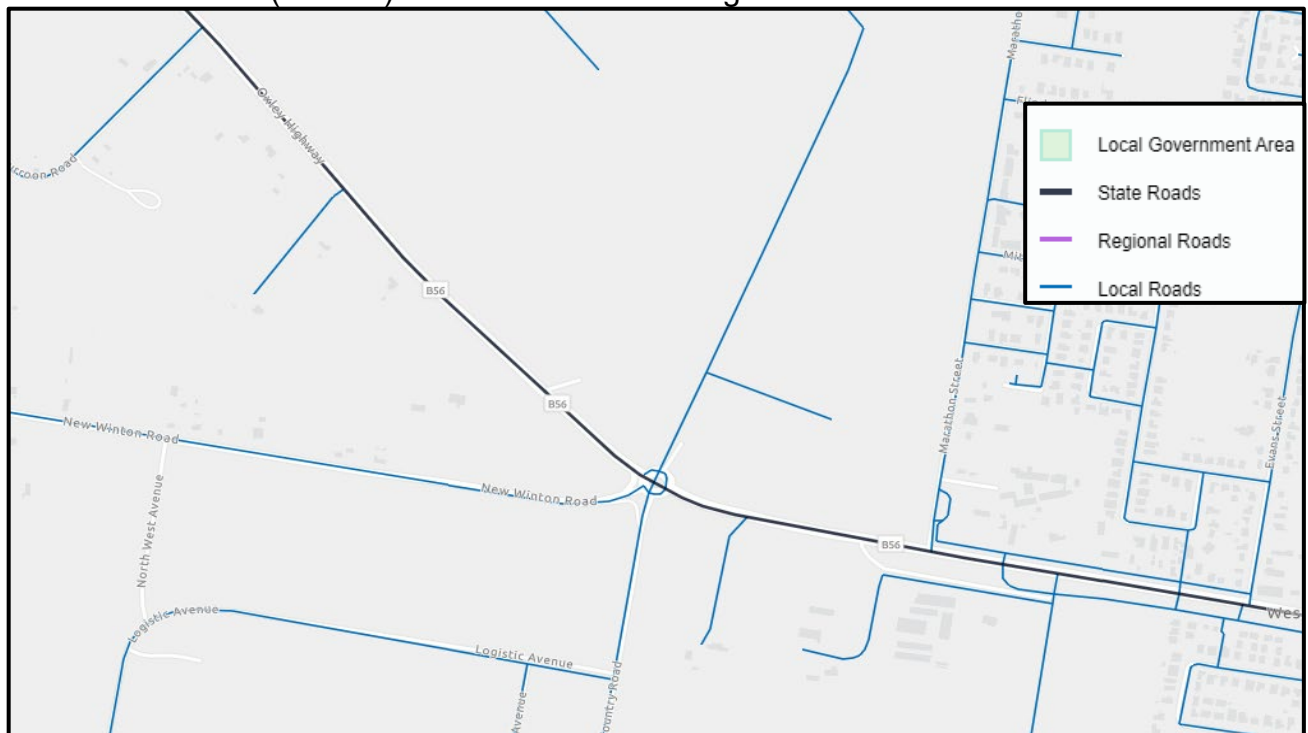 Oxley Highway
B56
B56
New Winton Road
New Winton Road
North West Avenue
Logistic Avenue
Logistic Avenue
Avenue
Marathon Street
Evans Street
B56
Local Government Area
State Roads
Regional Roads
Local Roads